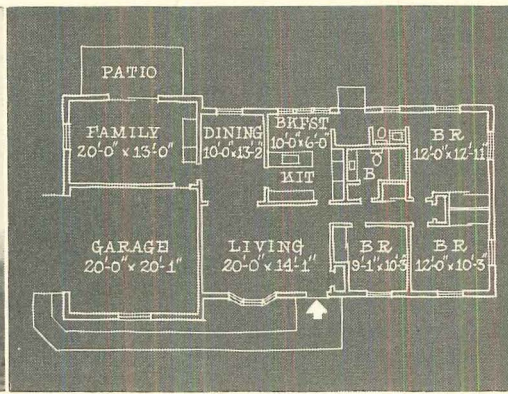 PATIO
FAMILY
20'-0" x 13'-0"
DINING
10'-0" x 13'-2"
BKFST
10'-0" x 6'-0"
KIT
B
BR
12'-0" x 12'-11"
GARAGE
20'-0" x 20'-1"
LIVING
20'-0" x 14'-1"
BR
9'-1" x 10'-3
BR
12'-0" x 10'-3"